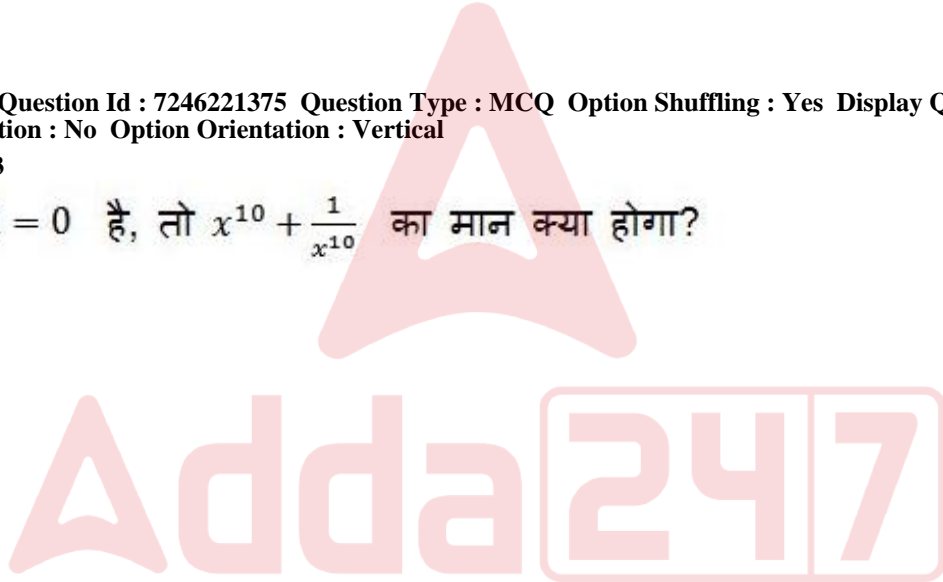 Question Id : 7246221375 Question Type : MCQ Option Shuffling : Yes Display Q
tion : No Option Orientation : Vertical
3
= 0 है, तो x¹⁰ + 1/x¹⁰ का मान क्या होगा?
Adda247